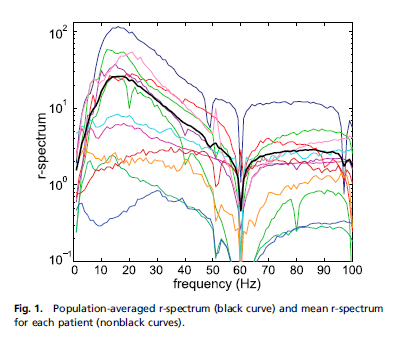 10²
10¹
10⁰
10⁻¹
r-spectrum
0 10 20 30 40 50 60 70 80 90 100
frequency (Hz)
Fig. 1. Population-averaged r-spectrum (black curve) and mean r-spectrum
for each patient (nonblack curves).